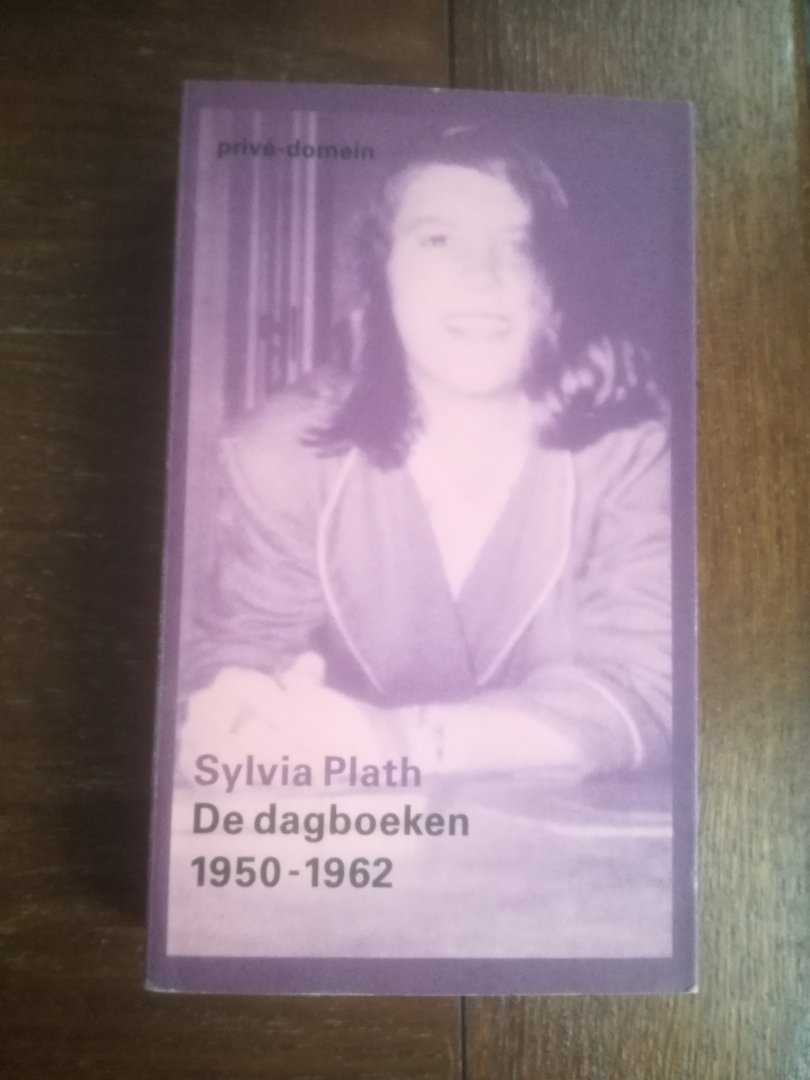 privé-domein
Sylvia Plath
De dagboeken
1950-1962